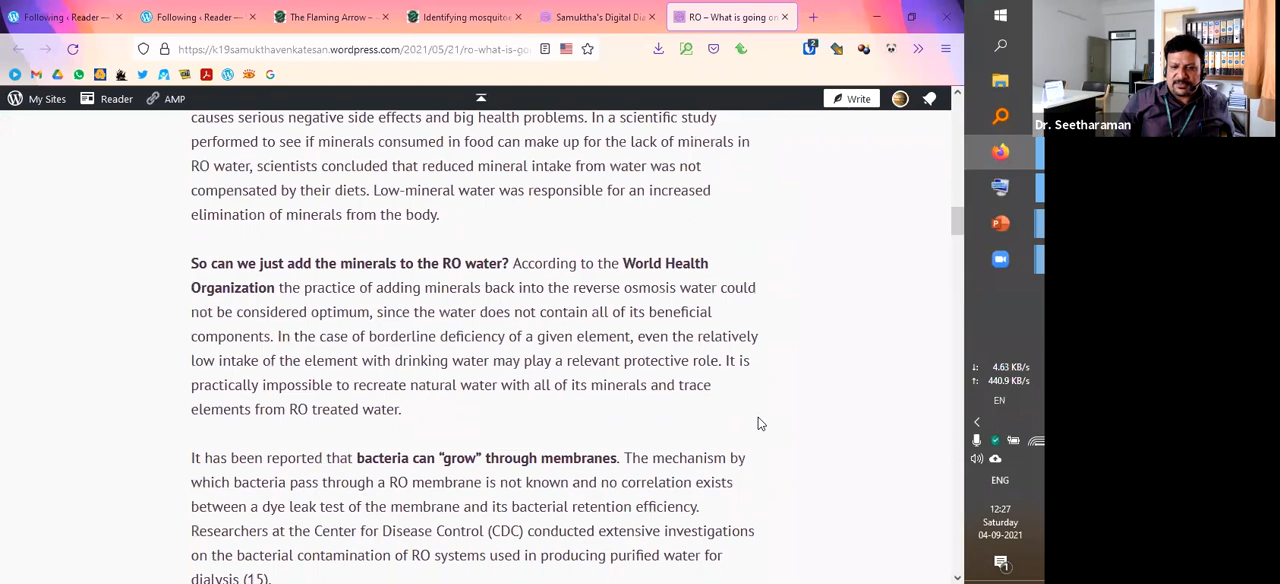 Following ‹ Reader —
Following ‹ Reader —
The Flaming Arrow –
Identifying mosquitoe
Samuktha's Digital Dia
RO – What is going on
https://k19samukthavenkatesan.wordpress.com/2021/05/21/ro-what-is-go
My Sites
Reader
AMP
Write
causes serious negative side effects and big health problems. In a scientific study
performed to see if minerals consumed in food can make up for the lack of minerals in
RO water, scientists concluded that reduced mineral intake from water was not
compensated by their diets. Low-mineral water was responsible for an increased
elimination of minerals from the body.
So can we just add the minerals to the RO water? According to the World Health
Organization the practice of adding minerals back into the reverse osmosis water could
not be considered optimum, since the water does not contain all of its beneficial
components. In the case of borderline deficiency of a given element, even the relatively
low intake of the element with drinking water may play a relevant protective role. It is
practically impossible to recreate natural water with all of its minerals and trace
elements from RO treated water.
It has been reported that bacteria can “grow” through membranes. The mechanism by
which bacteria pass through a RO membrane is not known and no correlation exists
between a dye leak test of the membrane and its bacterial retention efficiency.
Researchers at the Center for Disease Control (CDC) conducted extensive investigations
on the bacterial contamination of RO systems used in producing purified water for
dialysis (15).
Dr. Seetharaman
↓: 4.63 KB/s
↑: 440.9 KB/s
EN
ENG
12:27
Saturday
04-09-2021